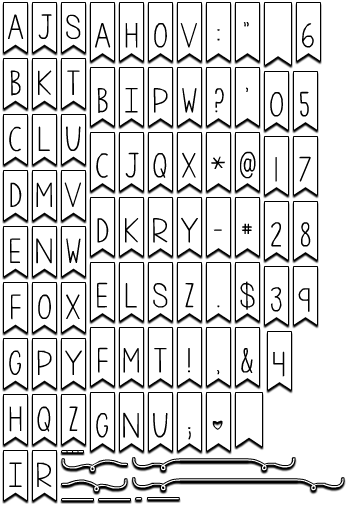 A J S A H O V : " 6
B K T B I P W ? ' 0 5
C L U C J Q X * @ 1 7
D M V D K R Y - # 2 8
E N W E L S Z . $ 3 9
F O X F M T ! , & 4
G P Y G N U ; ♥
H Q Z
I R